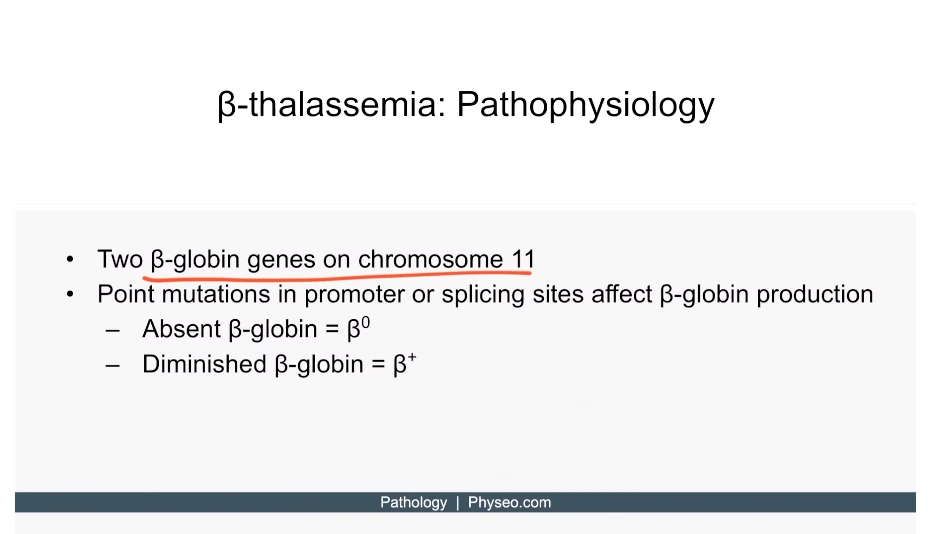 β-thalassemia: Pathophysiology
• Two β-globin genes on chromosome 11
• Point mutations in promoter or splicing sites affect β-globin production
– Absent β-globin = β⁰
– Diminished β-globin = β⁺
Pathology | Physeo.com